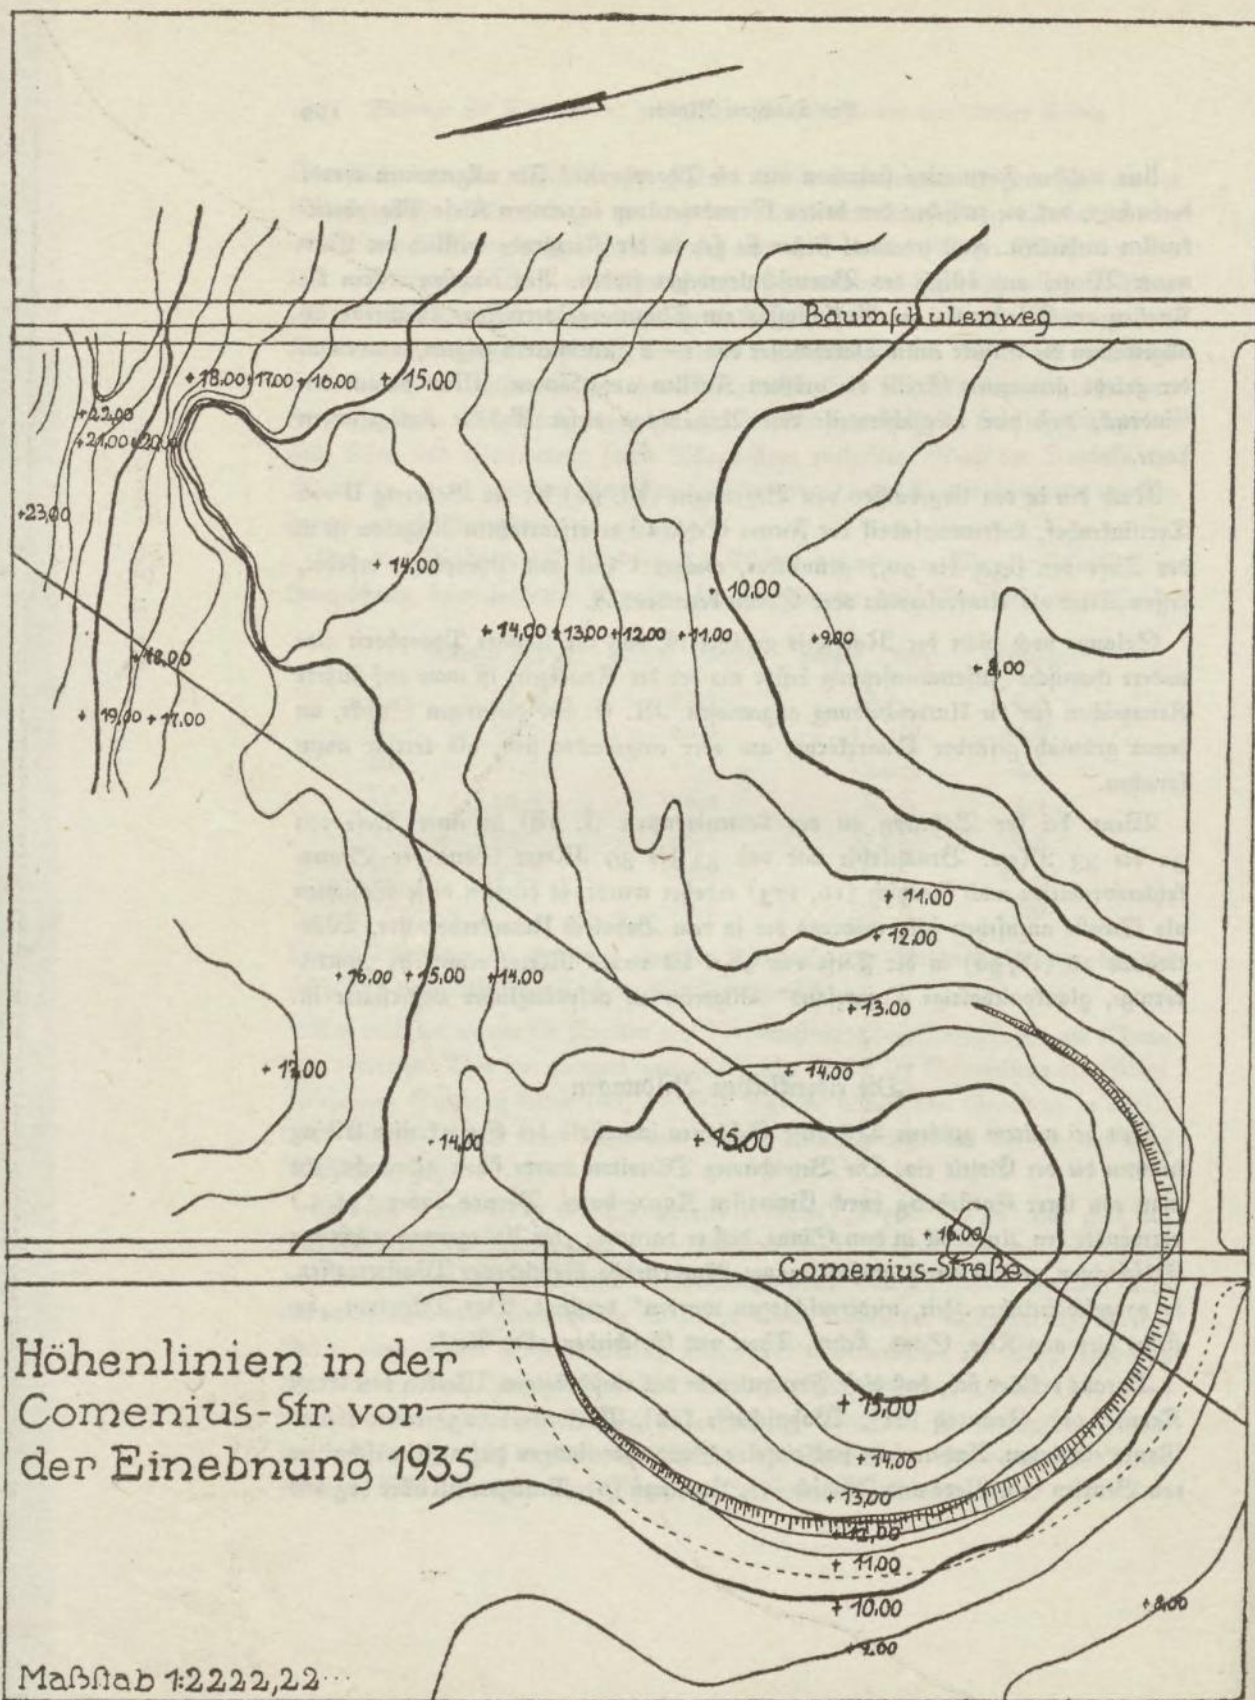 Baumschulenweg
+18.00 +17.00 +16.00 +15.00
+22.00
+21.00 +20.00
+23.00
+14.00
10.00
+14.00 +13.00 +12.00 +11.00 +9.00
+18.00
+8.00
+19.00 +17.00
+11.00
+12.00
+16.00 +15.00 +14.00
+13.00
+17.00
+14.00
-14.00
+15.00
+16.00
Comenius-Straße
Höhenlinien in der
Comenius-Str. vor
der Einebnung 1935
+15.00
+14.00
+13.00
+12.00
+11.00
+10.00
+8.00
+9.00
Maßstab 1:2222,22...